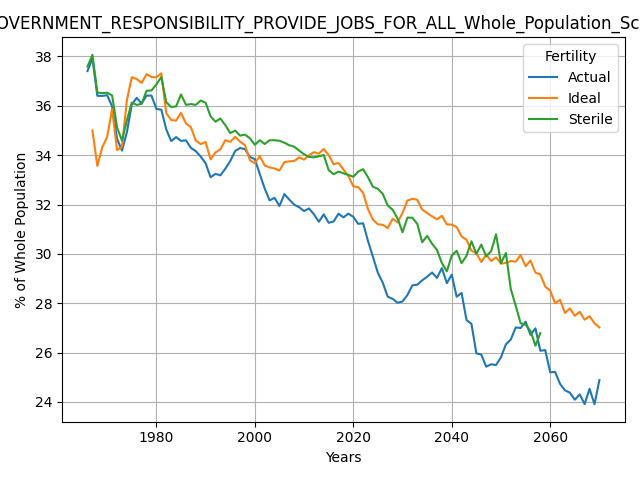 OVERNMENT_RESPONSIBILITY_PROVIDE_JOBS_FOR_ALL_Whole_Population_Sc
Fertility
Actual
Ideal
Sterile
% of Whole Population
38
36
34
32
30
28
26
24
1980 2000 2020 2040 2060
Years